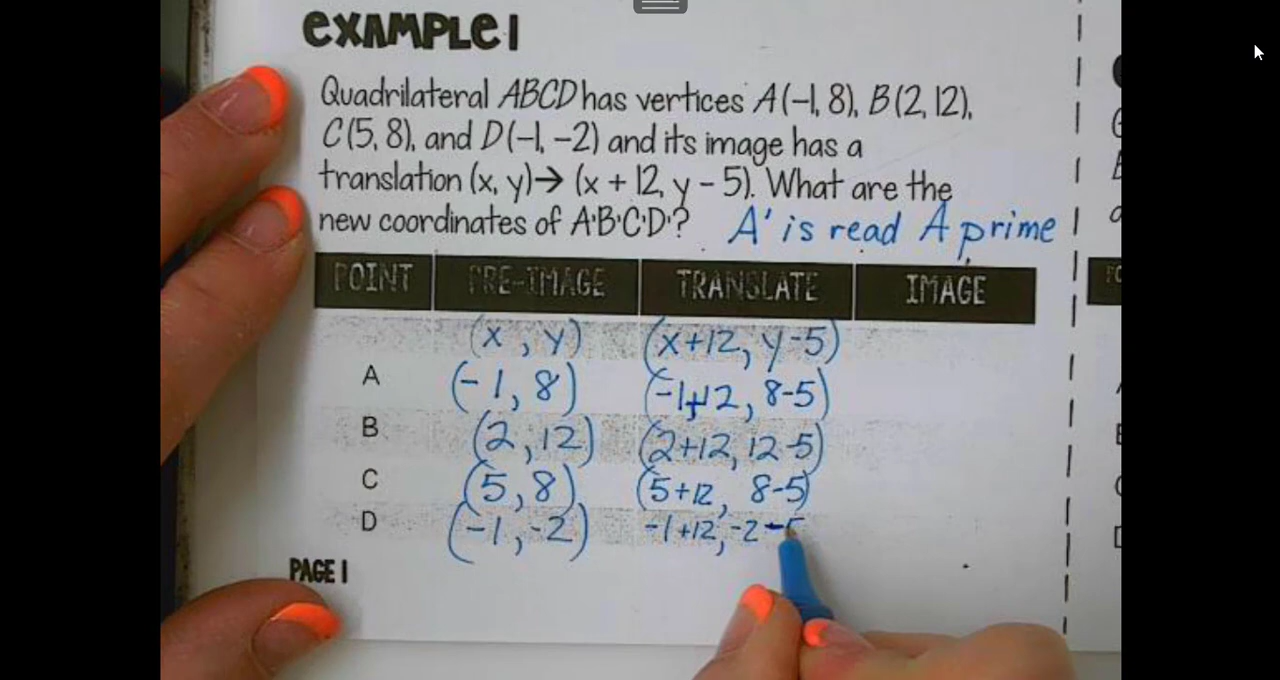 EXAMPLE 1
Quadrilateral ABCD has vertices A(-1, 8), B(2, 12),
C(5, 8), and D(-1, -2) and its image has a
translation (x, y)→ (x + 12, y - 5). What are the
new coordinates of A'B'C'D'? A' is read A prime
POINT PRE-IMAGE TRANSLATE IMAGE
(x, y) (x+12, y-5)
A (-1, 8) (-1+12, 8-5)
B (2, 12) (2+12, 12-5)
C (5, 8) (5+12, 8-5)
D (-1, -2) -1+12, -2-5
PAGE 1